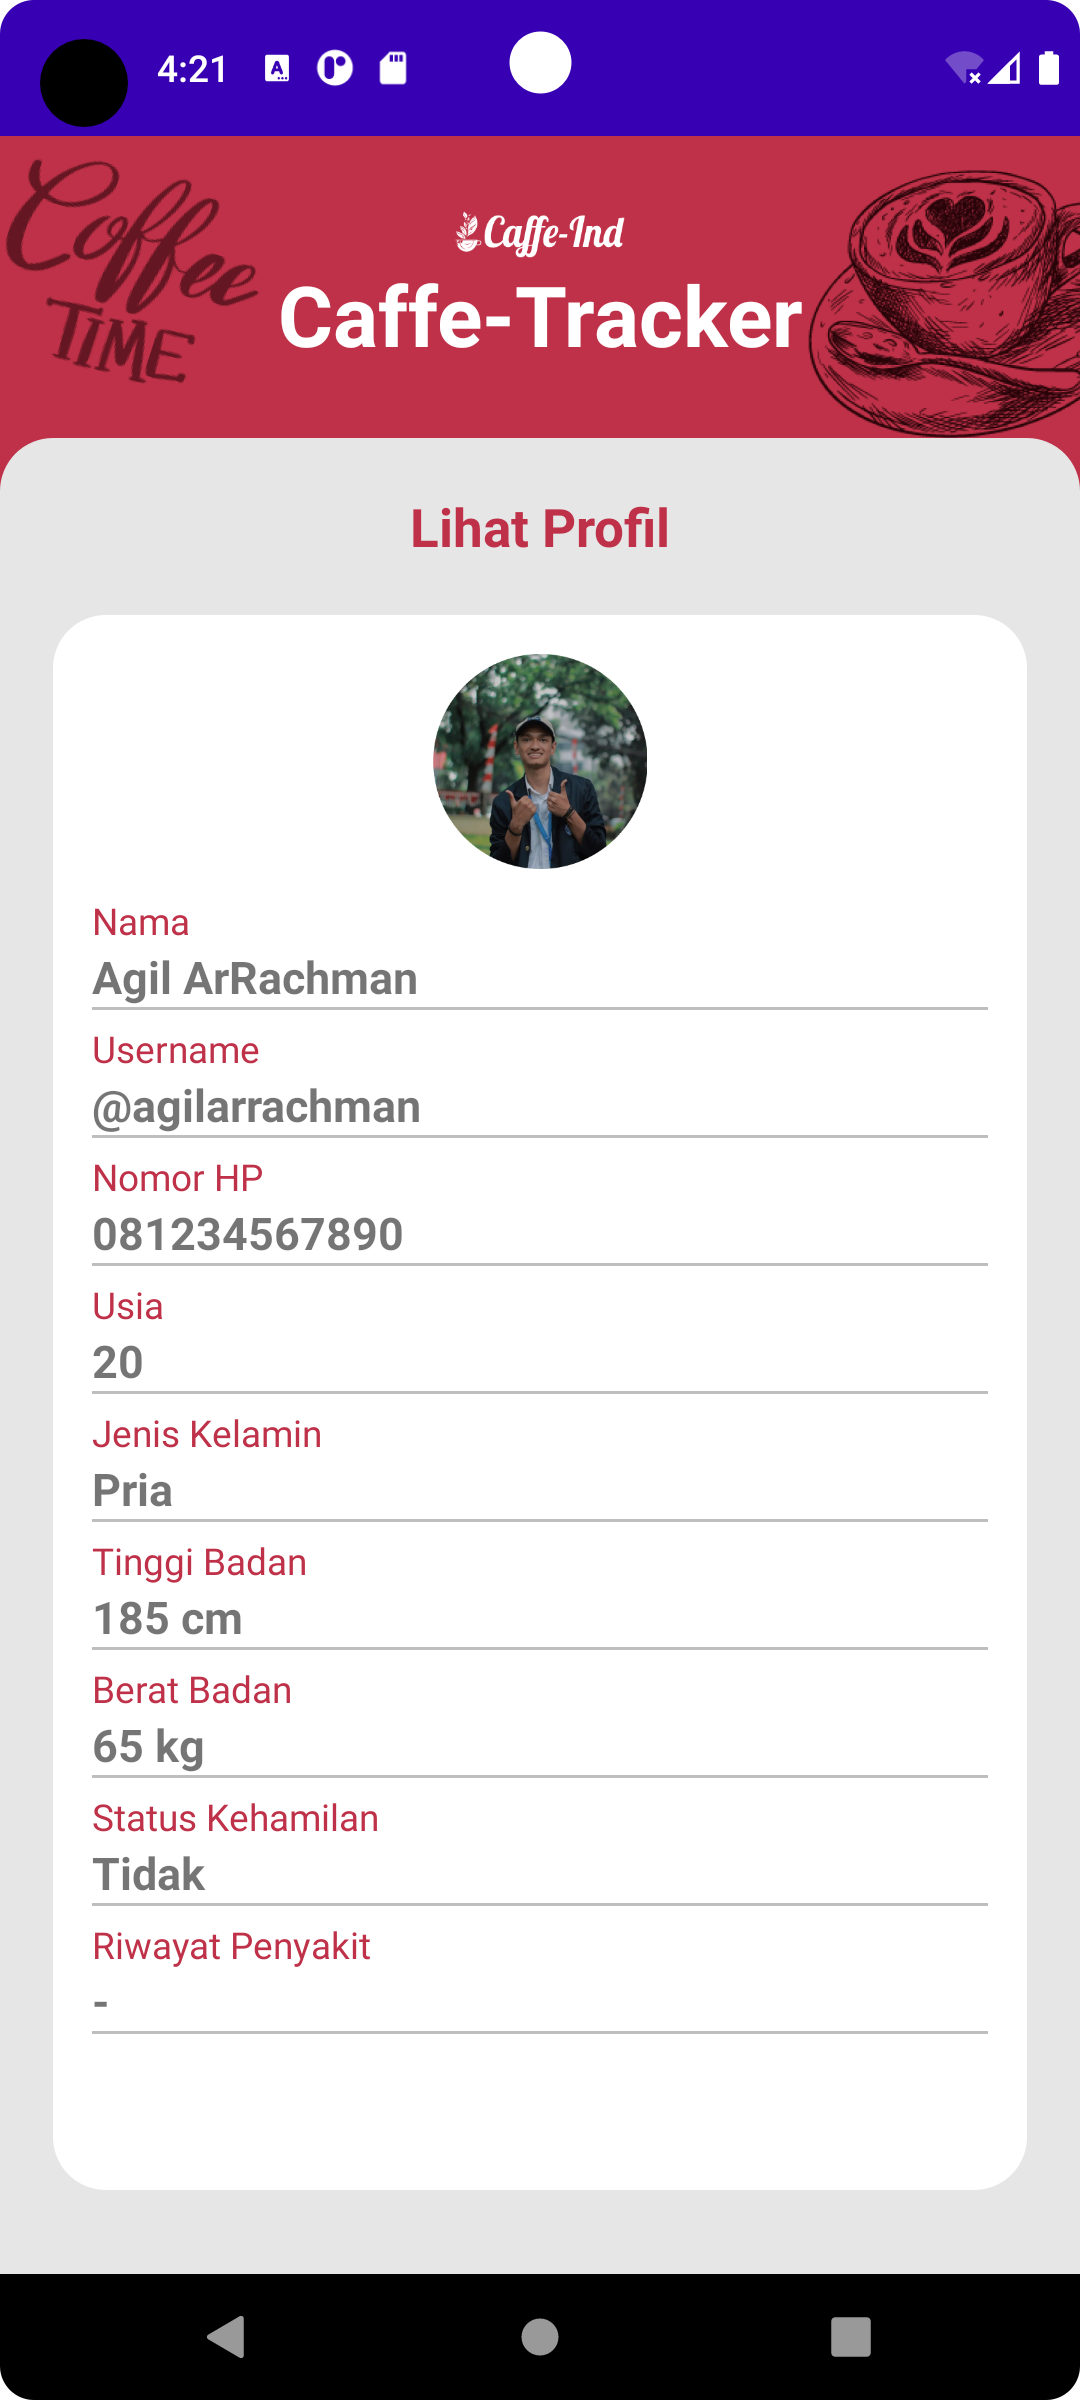 4:21
Coffee
TIME
Caffe-Ind
Caffe-Tracker
Lihat Profil
Nama
Agil ArRachman
Username
@agilarrachman
Nomor HP
081234567890
Usia
20
Jenis Kelamin
Pria
Tinggi Badan
185 cm
Berat Badan
65 kg
Status Kehamilan
Tidak
Riwayat Penyakit
-